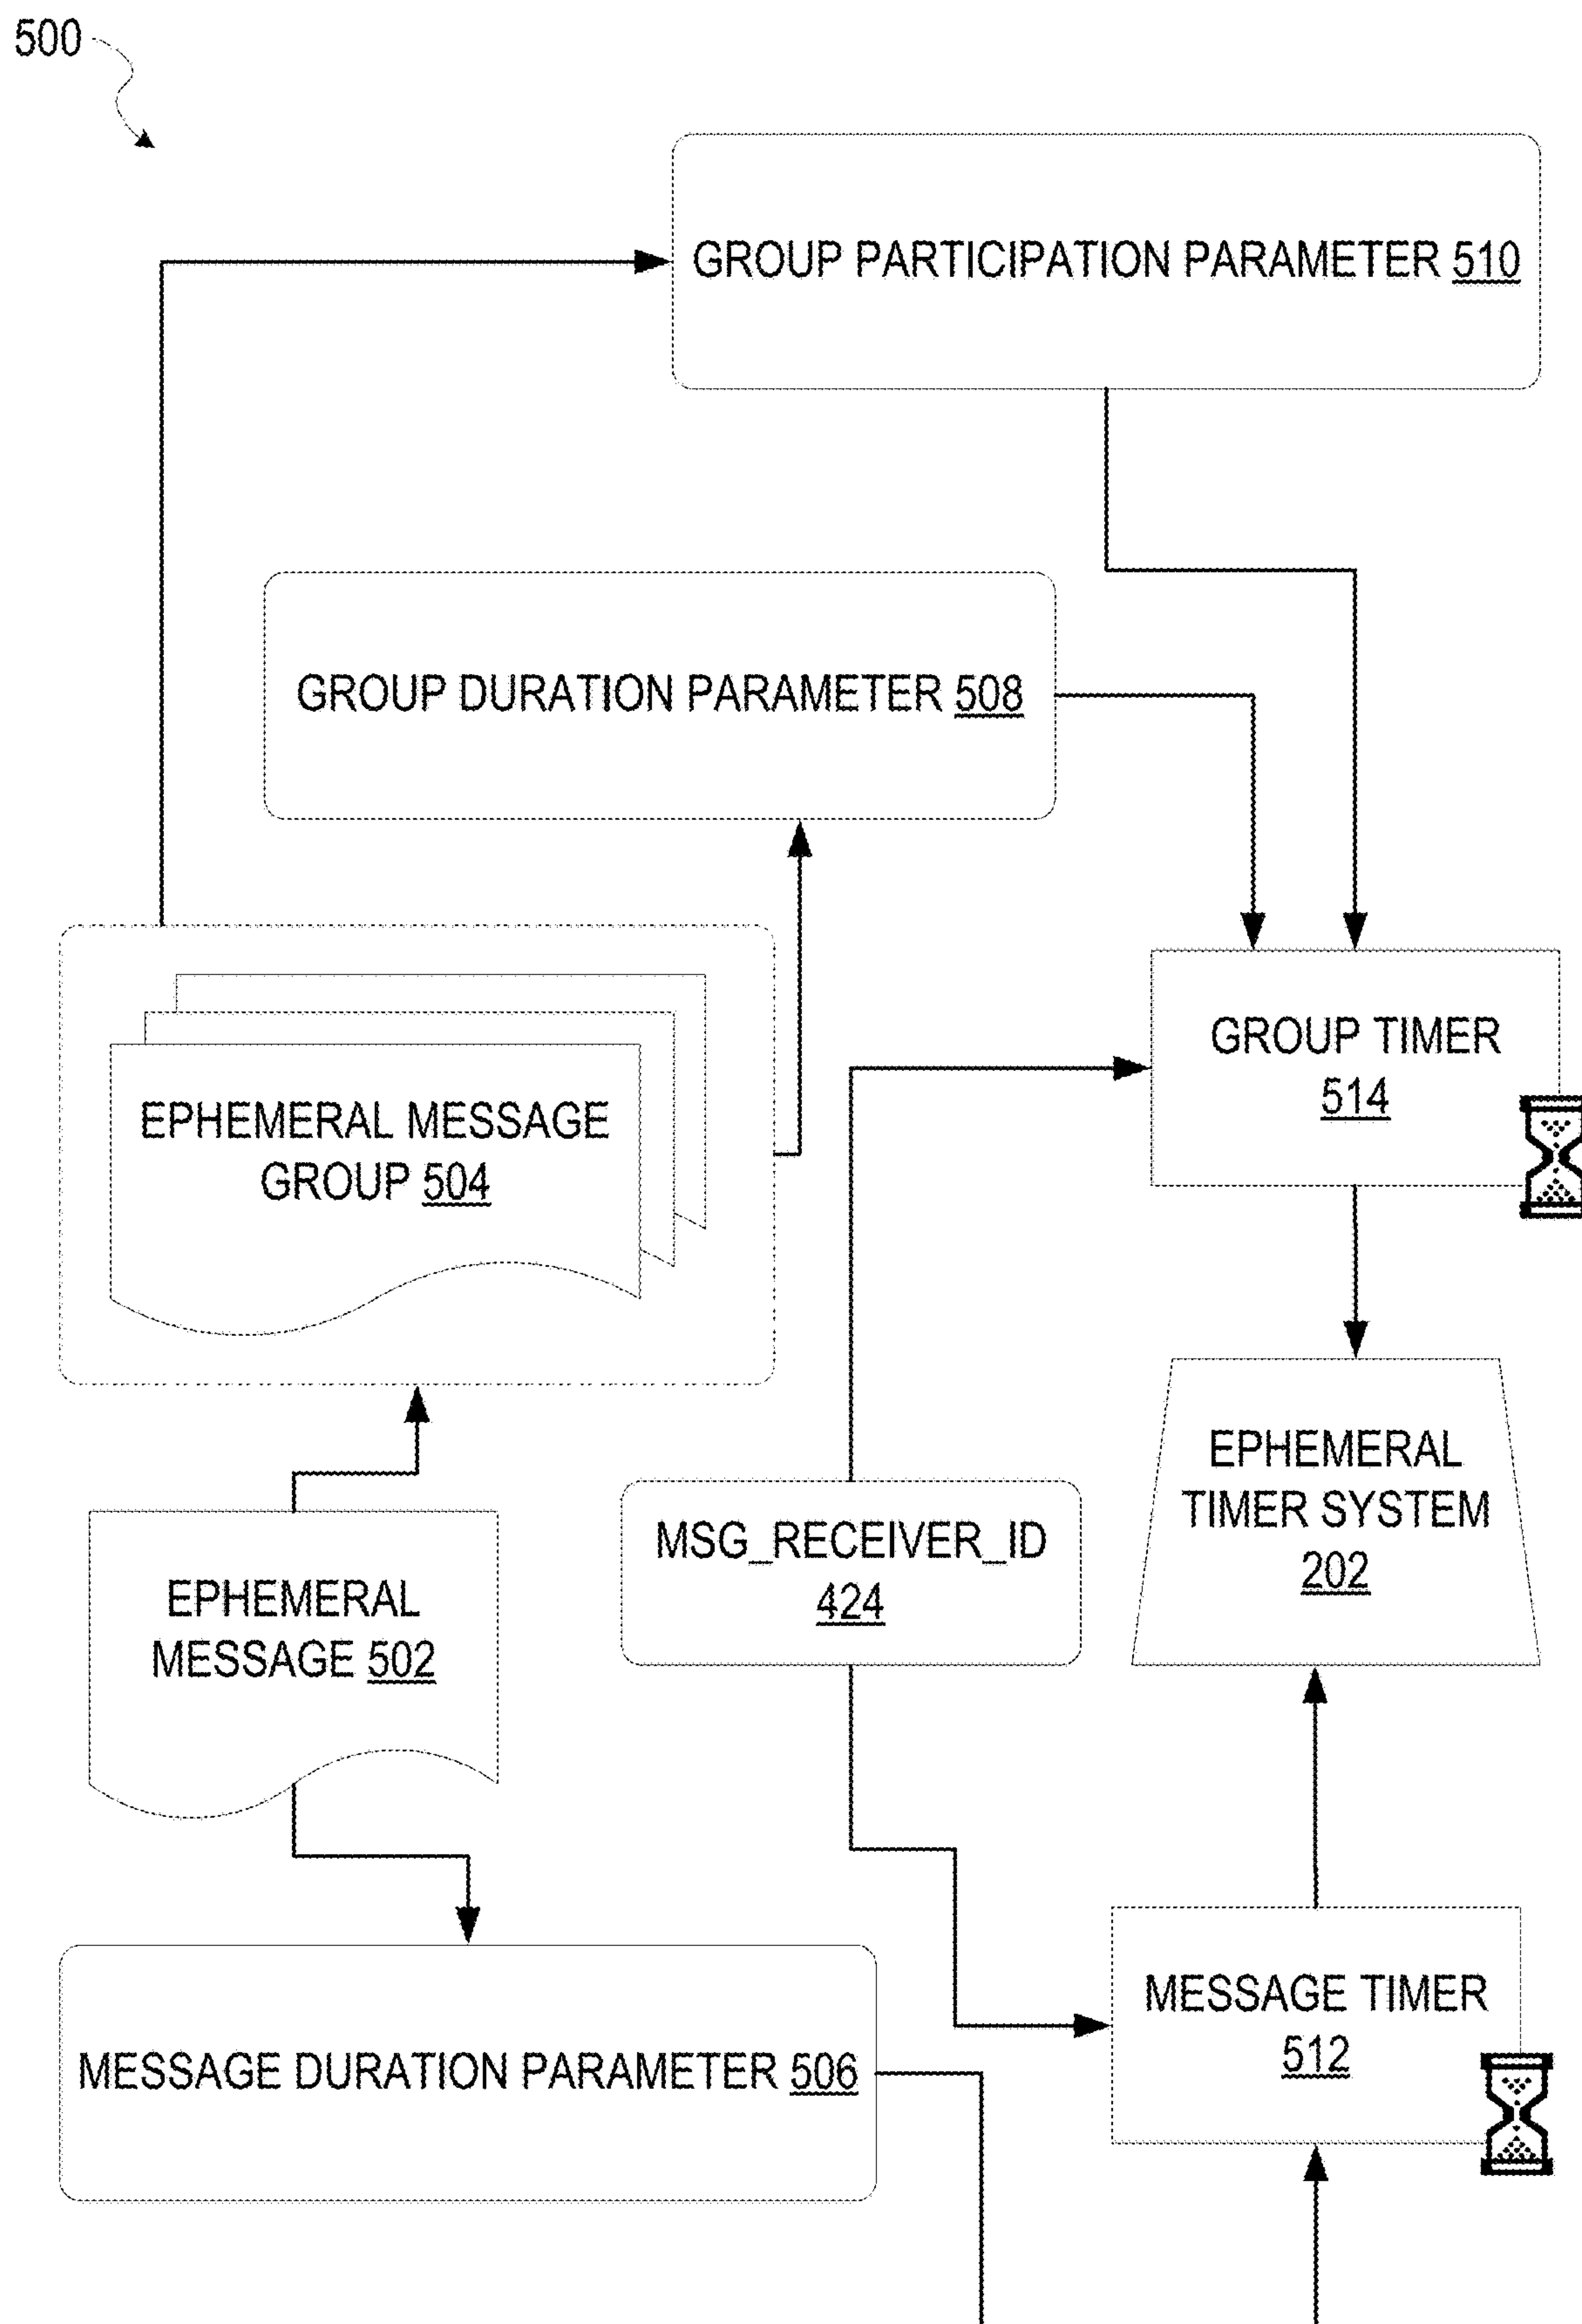 500
GROUP PARTICIPATION PARAMETER 510
GROUP DURATION PARAMETER 508
GROUP TIMER
514
EPHEMERAL MESSAGE
GROUP 504
EPHEMERAL
TIMER SYSTEM
202
MSG_RECEIVER_ID
424
EPHEMERAL
MESSAGE 502
MESSAGE TIMER
512
MESSAGE DURATION PARAMETER 506